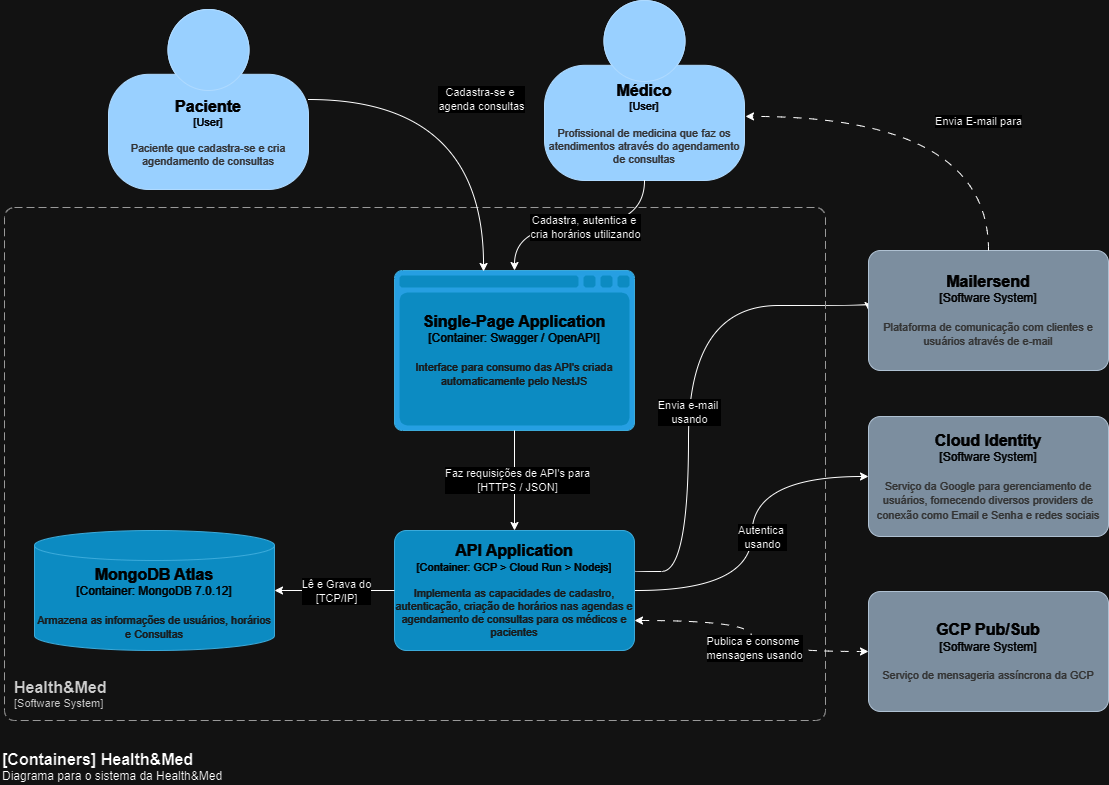 Paciente
[User]
Paciente que cadastra-se e cria
agendamento de consultas
Cadastra-se e
agenda consultas
Médico
[User]
Profissional de medicina que faz os
atendimentos através do agendamento
de consultas
Envia E-mail para
Cadastra, autentica e
cria horários utilizando
Single-Page Application
[Container: Swagger / OpenAPI]
Interface para consumo das API's criada
automaticamente pelo NestJS
Mailersend
[Software System]
Plataforma de comunicação com clientes e
usuários através de e-mail
Envia e-mail
usando
Cloud Identity
[Software System]
Serviço da Google para gerenciamento de
usuários, fornecendo diversos providers de
conexão como Email e Senha e redes sociais
Faz requisições de API's para
[HTTPS / JSON]
Autentica
usando
API Application
[Container: GCP > Cloud Run > Nodejs]
Implementa as capacidades de cadastro,
autenticação, criação de horários nas agendas e
agendamento de consultas para os médicos e
pacientes
Lê e Grava do
[TCP/IP]
MongoDB Atlas
[Container: MongoDB 7.0.12]
Armazena as informações de usuários, horários
e Consultas
Publica e consome
mensagens usando
GCP Pub/Sub
[Software System]
Serviço de mensageria assíncrona da GCP
Health&Med
[Software System]
[Containers] Health&Med
Diagrama para o sistema da Health&Med